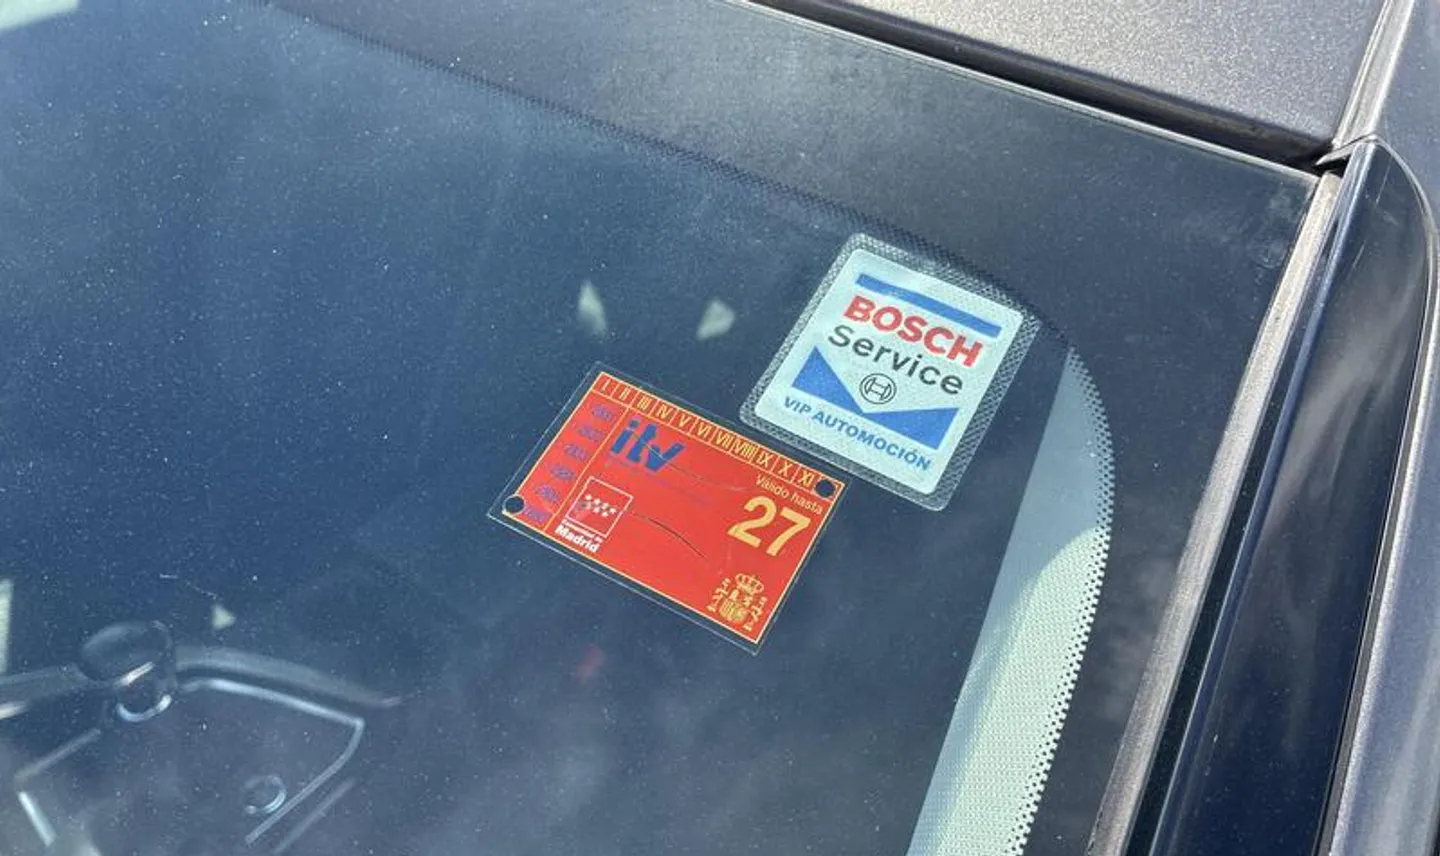 BOSCH
Service
VIP AUTOMOCIÓN
I II III IV V VI VII VIII IX X XI
itv
Válido hasta
27
Madrid